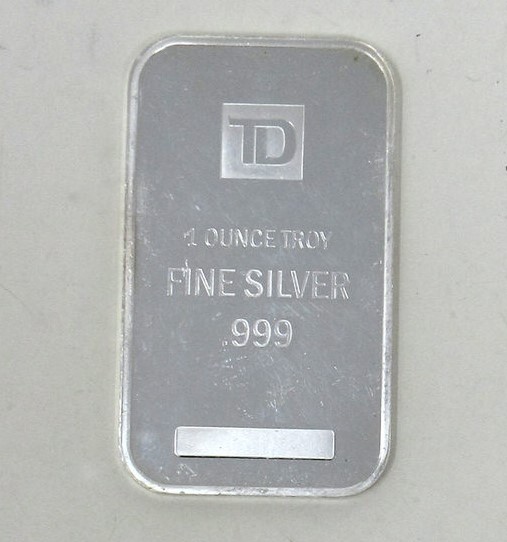 TD
1 OUNCE TROY
FINE SILVER
.999